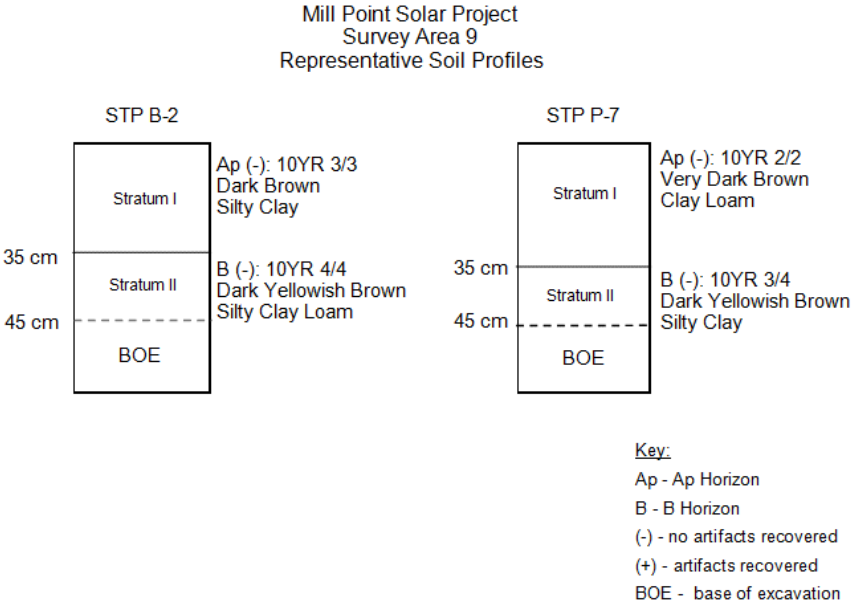 Mill Point Solar Project
Survey Area 9
Representative Soil Profiles
STP B-2
Stratum I
Ap (-): 10YR 3/3
Dark Brown
Silty Clay
35 cm
Stratum II
B (-): 10YR 4/4
Dark Yellowish Brown
Silty Clay Loam
45 cm
BOE
STP P-7
Stratum I
Ap (-): 10YR 2/2
Very Dark Brown
Clay Loam
35 cm
Stratum II
B (-): 10YR 3/4
Dark Yellowish Brown
Silty Clay
45 cm
BOE
Key:
Ap - Ap Horizon
B - B Horizon
(-) - no artifacts recovered
(+) - artifacts recovered
BOE - base of excavation